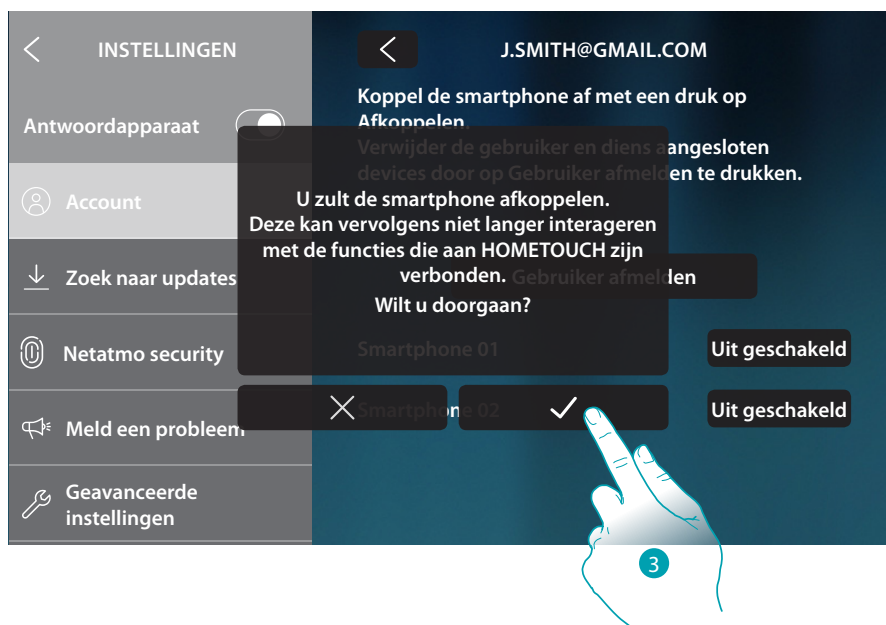 INSTELLINGEN
Antwoordapparaat
Account
Zoek naar updates
Netatmo security
Meld een probleem
Geavanceerde
instellingen
J.SMITH@GMAIL.COM
Koppel de smartphone af met een druk op
Afkoppelen.
Verwijder de gebruiker en diens aangesloten
devices door op Gebruiker afmelden te drukken.
Gebruiker afmelden
Smartphone 01
Uit geschakeld
Smartphone 02
Uit geschakeld
U zult de smartphone afkoppelen.
Deze kan vervolgens niet langer interageren
met de functies die aan HOMETOUCH zijn
verbonden.
Wilt u doorgaan?
3